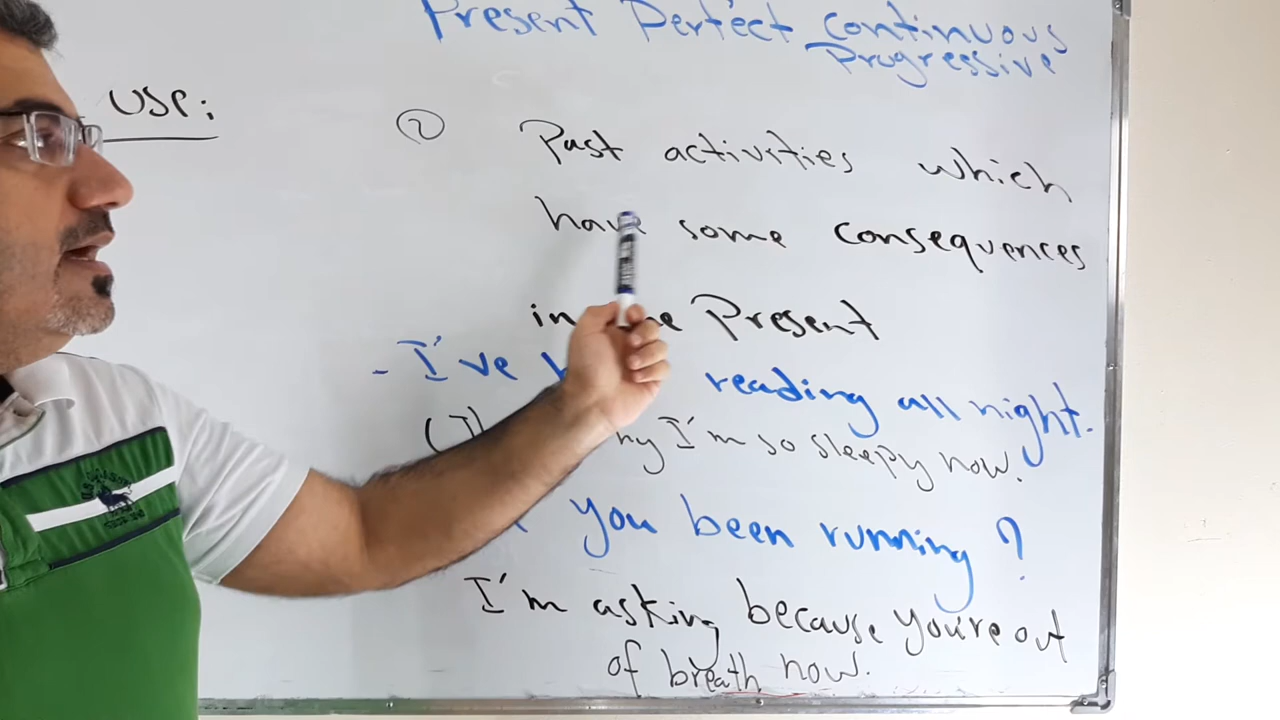 Present Perfect continuous
Progressive
use:
② Past activities which
have some consequences
in the Present
- I've reading all night.
I'm so sleepy now.
you been running ?
I'm asking because you're out
of breath now.